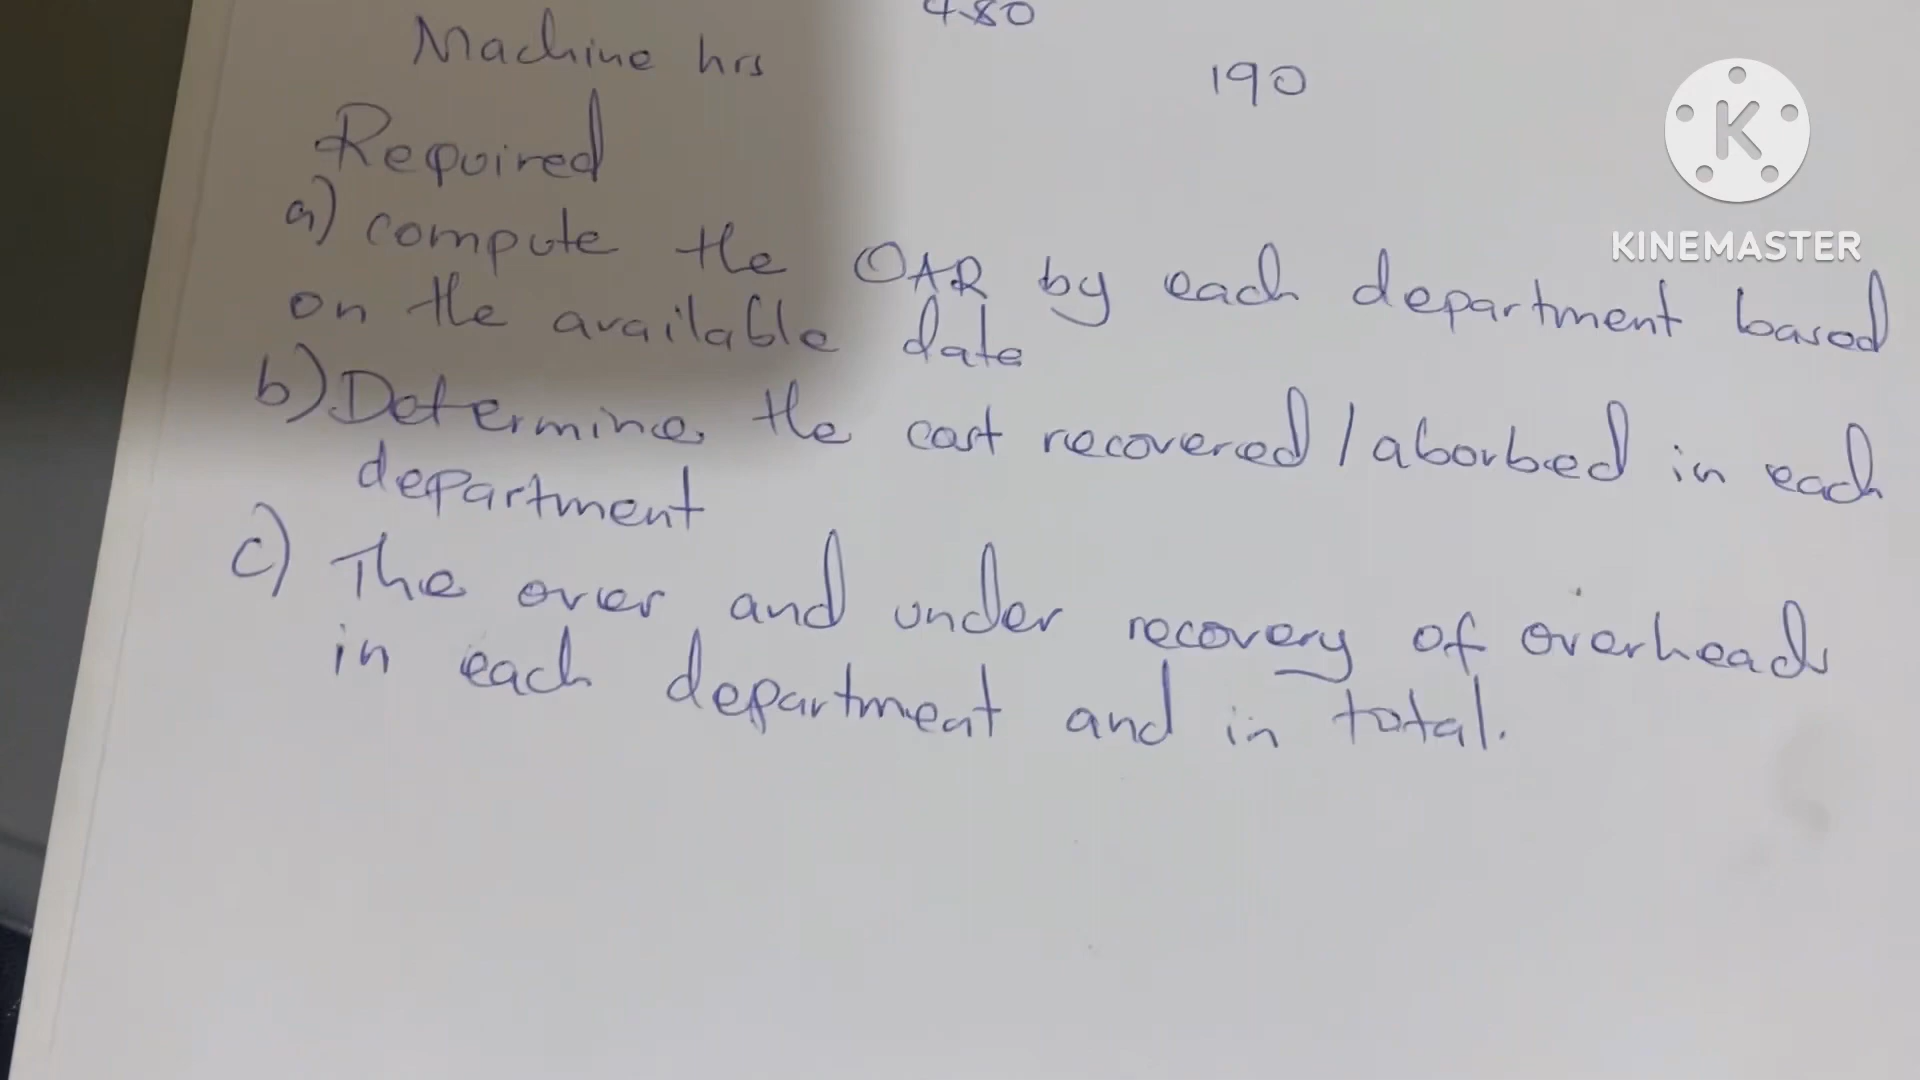 480
Machine hrs 190
Required
a) compute the OAR by each department based
on the available date
b) Determine the cost recovered / aborbed in each
department
c) The over and under recovery of overheads
in each department and in total.
K
KINEMASTER